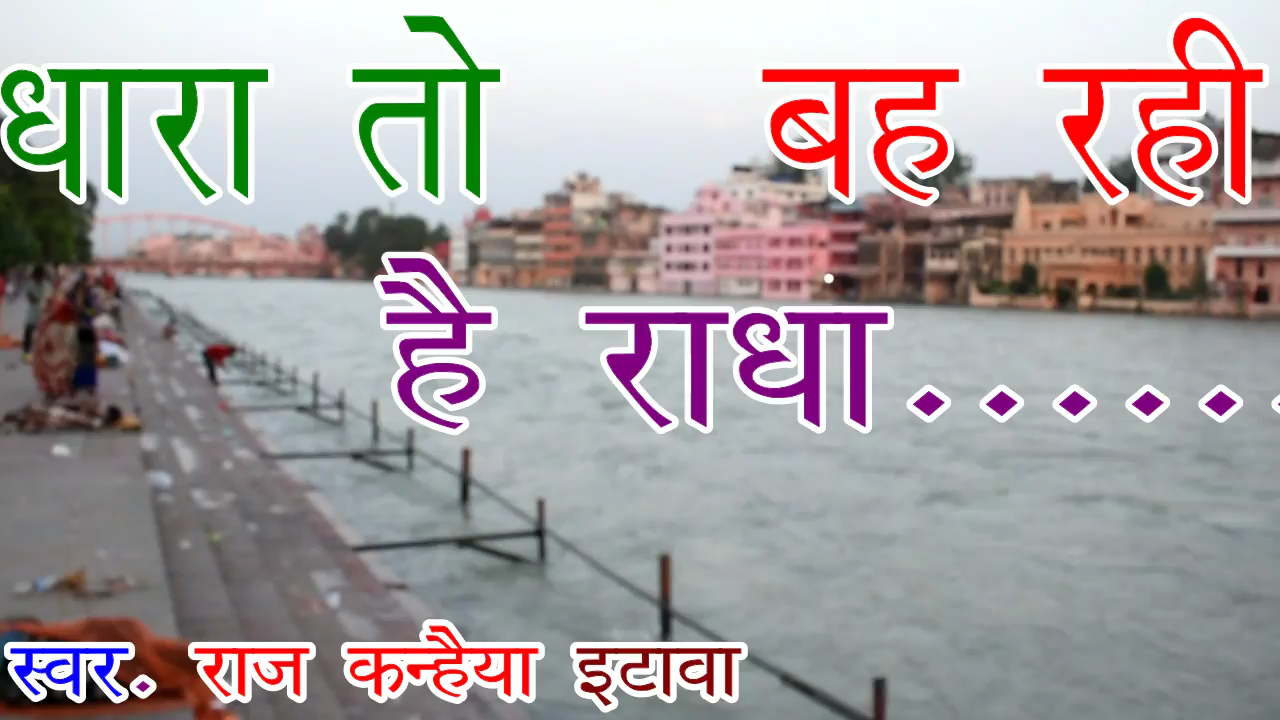 धारा तो बह रही
है राधा......
स्वर. राज कन्हैया इटावा